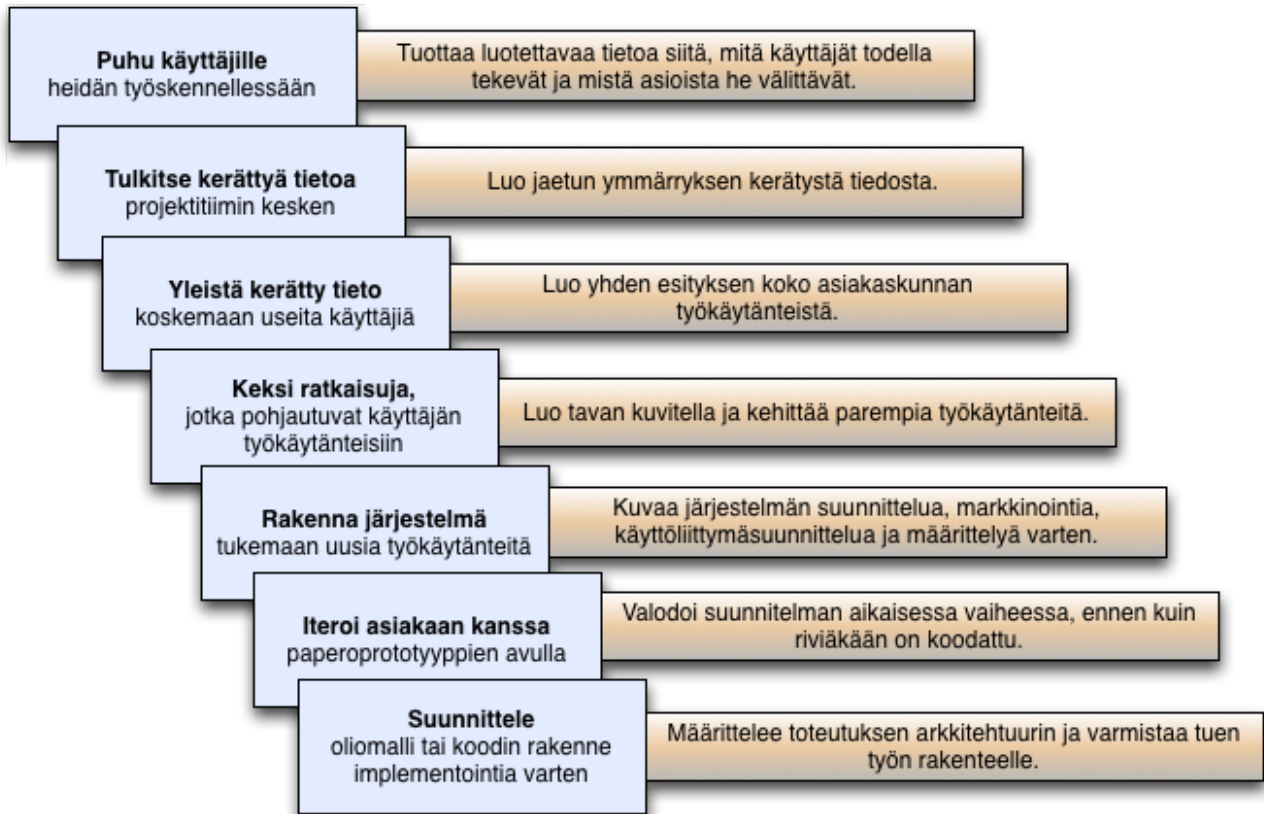 Puhu käyttäjille
heidän työskennellessään
Tuottaa luotettavaa tietoa siitä, mitä käyttäjät todella
tekevät ja mistä asioista he välittävät.
Tulkitse kerättyä tietoa
projektitiimin kesken
Luo jaetun ymmärryksen kerätystä tiedosta.
Yleistä kerätty tieto
koskemaan useita käyttäjiä
Luo yhden esityksen koko asiakaskunnan
työkäytänteistä.
Keksi ratkaisuja,
jotka pohjautuvat käyttäjän
työkäytänteisiin
Luo tavan kuvitella ja kehittää parempia työkäytänteitä.
Rakenna järjestelmä
tukemaan uusia työkäytänteitä
Kuvaa järjestelmän suunnittelua, markkinointia,
käyttöliittymäsuunnittelua ja määrittelyä varten.
Iteroi asiakaan kanssa
paperoprototyyppien avulla
Valodoi suunnitelman aikaisessa vaiheessa, ennen kuin
riviäkään on koodattu.
Suunnittele
oliomalli tai koodin rakenne
implementointia varten
Määrittelee toteutuksen arkkitehtuurin ja varmistaa tuen
työn rakenteelle.